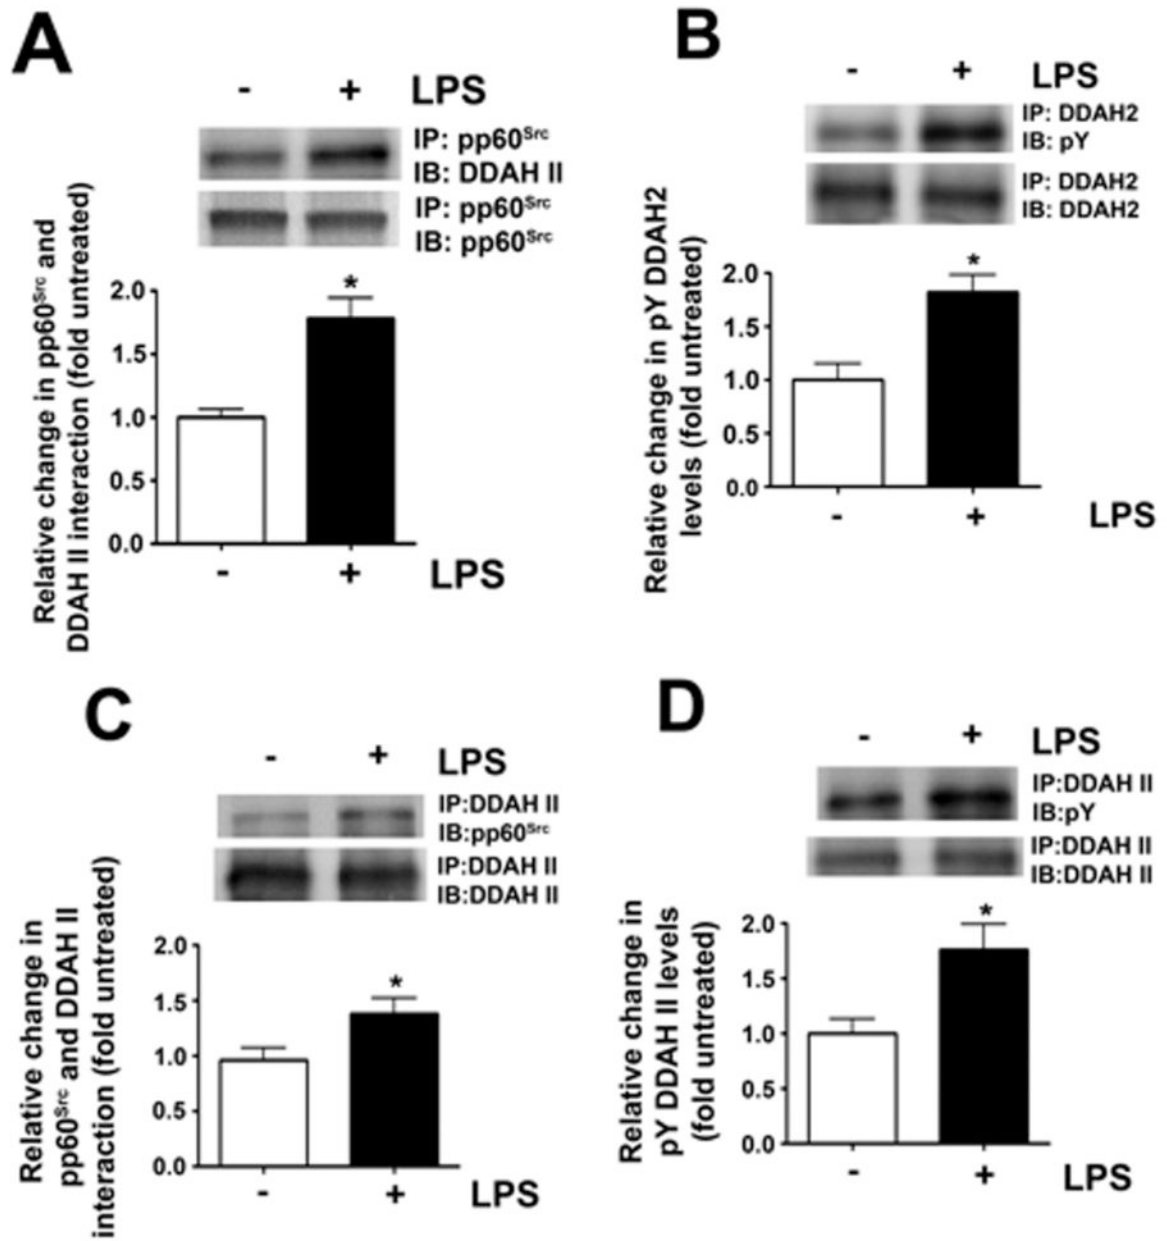 A
- + LPS
IP: pp60Src
IB: DDAH II
IP: pp60Src
IB: pp60Src
Relative change in pp60Src and
DDAH II interaction (fold untreated)
2.0
1.5
1.0
0.5
0.0
*
- + LPS
B
- + LPS
IP: DDAH2
IB: pY
IP: DDAH2
IB: DDAH2
Relative change in pY DDAH2
levels (fold untreated)
2.0
1.5
1.0
0.5
0.0
*
- + LPS
C
- + LPS
IP:DDAH II
IB:pp60Src
IP:DDAH II
IB:DDAH II
Relative change in
pp60Src and DDAH II
interaction (fold untreated)
2.0
1.5
1.0
0.5
0.0
*
- + LPS
D
- + LPS
IP:DDAH II
IB:pY
IP:DDAH II
IB:DDAH II
Relative change in
pY DDAH II levels
(fold untreated)
2.0
1.5
1.0
0.5
0.0
*
- + LPS